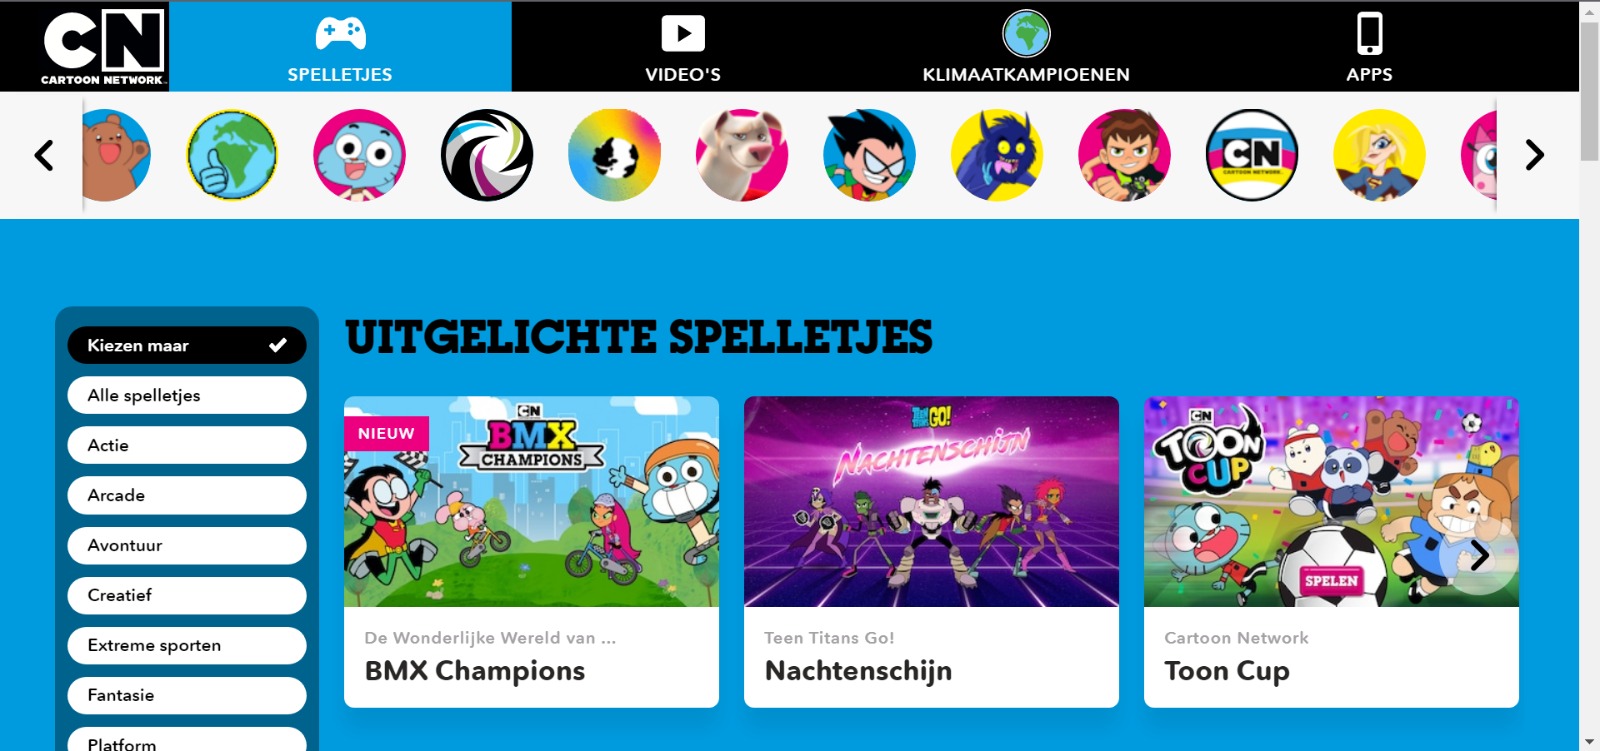 CN
CARTOON NETWORK
SPELLETJES
VIDEO'S
KLIMAATKAMPIOENEN
APPS
CN
CARTOON NETWORK
Kiezen maar
Alle spelletjes
Actie
Arcade
Avontuur
Creatief
Extreme sporten
Fantasie
Platform
UITGELICHTE SPELLETJES
NIEUW
CN
BMX
CHAMPIONS
De Wonderlijke Wereld van ...
BMX Champions
TEEN TITANS GO!
NACHTENSCHIJN
Teen Titans Go!
Nachtenschijn
CN
TOON
CUP
SPELEN
Cartoon Network
Toon Cup